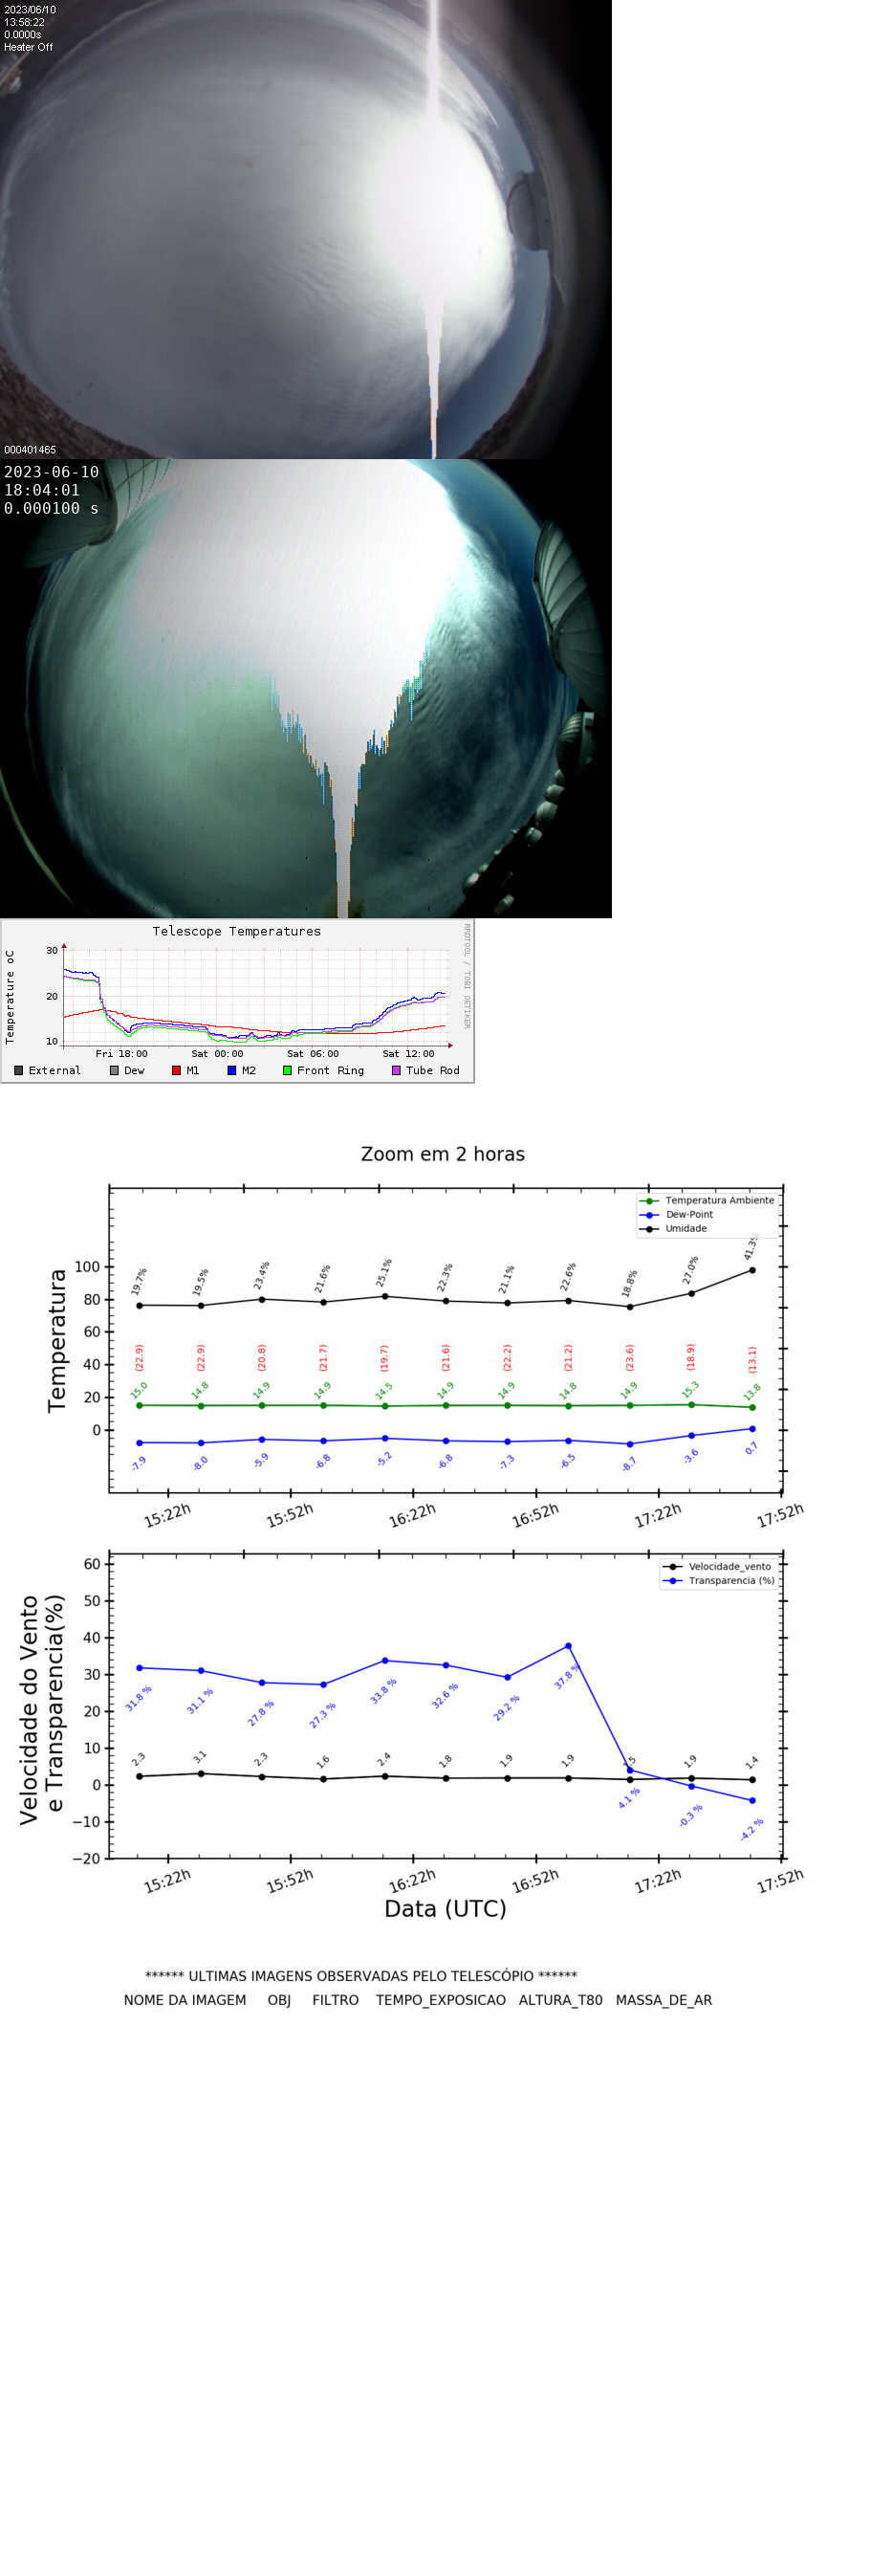 2023/06/10
13:58:22
0.0000s
Heater Off
000401465
2023-06-10
18:04:01
0.000100 s
Telescope Temperatures
RRDTOOL / TOBI OETIKER
Temperature oC
30
20
10
Fri 18:00 Sat 00:00 Sat 06:00 Sat 12:00
External Dew M1 M2 Front Ring Tube Rod
Zoom em 2 horas
Temperatura Ambiente
Dew-Point
Umidade
Temperatura
100
80
60
40
20
0
19.7% 19.5% 23.4% 21.6% 25.1% 22.3% 21.1% 22.6% 18.8% 27.0% 41.3%
(22.9) (22.9) (20.8) (21.7) (19.7) (21.6) (22.2) (21.2) (23.6) (18.9) (13.1)
15.0 14.8 14.9 14.9 14.5 14.9 14.9 14.8 14.9 15.3 13.8
-7.9 -8.0 -5.9 -6.8 -5.2 -6.8 -7.3 -6.5 -8.7 -3.6 0.7
15:22h 15:52h 16:22h 16:52h 17:22h 17:52h
Velocidade_vento
Transparencia (%)
Velocidade do Vento
e Transparencia(%)
60
50
40
30
20
10
0
−10
−20
31.8 % 31.1 % 27.8 % 27.3 % 33.8 % 32.6 % 29.2 % 37.8 % 4.1 % -0.3 % -4.2 %
2.3 3.1 2.3 1.6 2.4 1.8 1.9 1.9 1.5 1.9 1.4
15:22h 15:52h 16:22h 16:52h 17:22h 17:52h
Data (UTC)
****** ULTIMAS IMAGENS OBSERVADAS PELO TELESCÓPIO ******
NOME DA IMAGEM OBJ FILTRO TEMPO_EXPOSICAO ALTURA_T80 MASSA_DE_AR